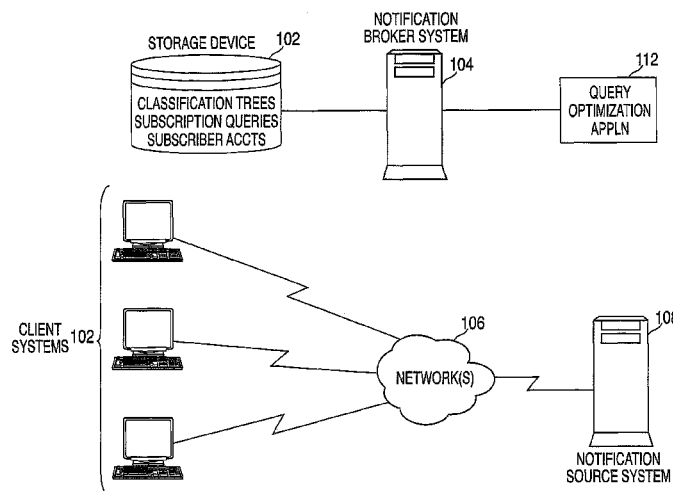 STORAGE DEVICE
102
CLASSIFICATION TREES
SUBSCRIPTION QUERIES
SUBSCRIBER ACCTS
NOTIFICATION
BROKER SYSTEM
104
112
QUERY
OPTIMIZATION
APPLN
CLIENT
SYSTEMS
102
106
NETWORK(S)
108
NOTIFICATION
SOURCE SYSTEM